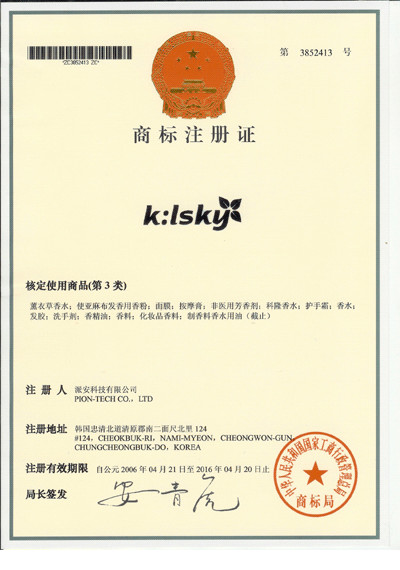 *ZC3852413 ZE*
第 3852413 号
商标注册证
k:lsky
核定使用商品(第 3 类)
薰衣草香水;使亚麻布发香用香粉;面膜;按摩膏;非医用芳香剂;科隆香水;护手霜;香水;
发胶;洗手剂;香精油;香料;化妆品香料;制香料香水用油(截止)
注 册 人 派安科技有限公司
PION-TECH CO., LTD
注册地址 韩国忠清北道清原郡南二面尺北里 124
#124, CHEOKBUK-RI, NAMI-MYEON, CHEONGWON-GUN,
CHUNGCHEONGBUK-DO, KOREA
注册有效期限 自公元 2006 年 04 月 21 日至 2016 年 04 月 20 日止
局长签发 安青虎
中华人民共和国国家工商行政管理总局
商标局